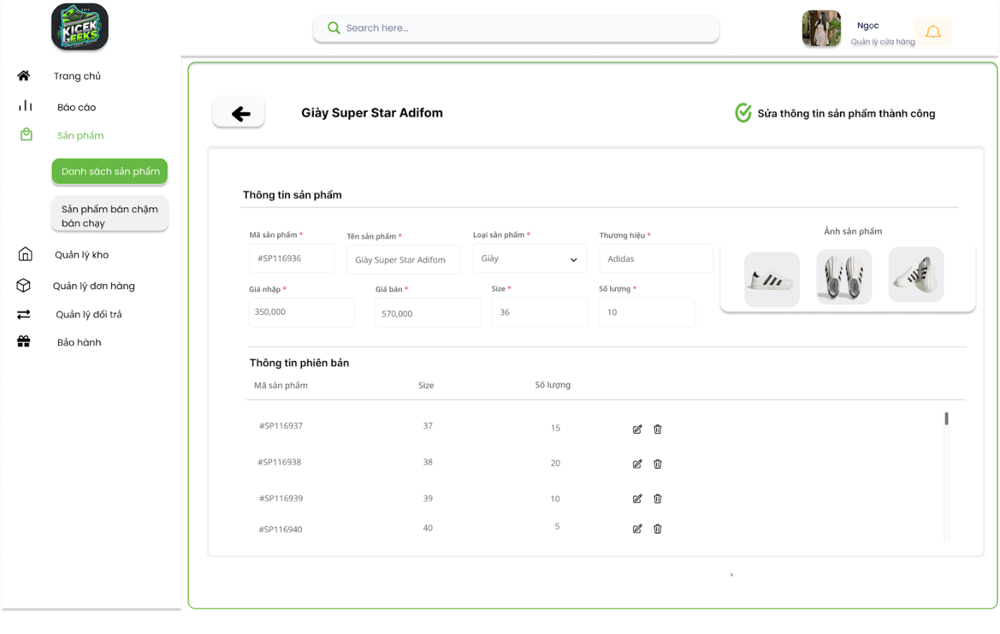 KICEK
GEEKS
Search here...
Ngọc
Quản lý cửa hàng
Trang chủ
Báo cáo
Sản phẩm
Danh sách sản phẩm
Sản phẩm bán chậm
bán chạy
Quản lý kho
Quản lý đơn hàng
Quản lý đổi trả
Bảo hành
Giày Super Star Adifom
Sửa thông tin sản phẩm thành công
Thông tin sản phẩm
Mã sản phẩm * Tên sản phẩm * Loại sản phẩm * Thương hiệu *
#SP116936 Giày Super Star Adifom Giày Adidas
Giá nhập * Giá bán * Size * Số lượng *
350,000 570,000 36 10
Ảnh sản phẩm
Thông tin phiên bản
Mã sản phẩm Size Số lượng
#SP116937 37 15
#SP116938 38 20
#SP116939 39 10
#SP116940 40 5